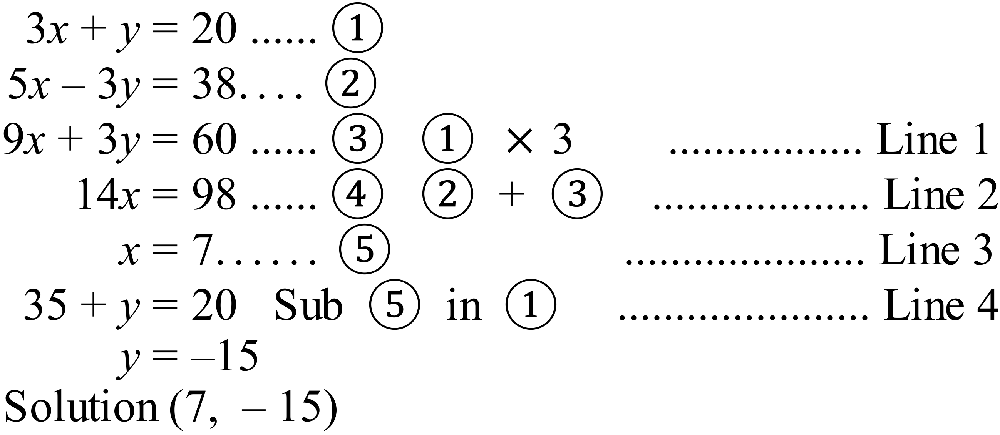 3x + y = 20 ...... ①
5x – 3y = 38. . . . ②
9x + 3y = 60 ...... ③ ① × 3 ................. Line 1
14x = 98 ...... ④ ② + ③ ................... Line 2
x = 7. . . . . . ⑤ ..................... Line 3
35 + y = 20 Sub ⑤ in ① ...................... Line 4
y = –15
Solution (7, – 15)